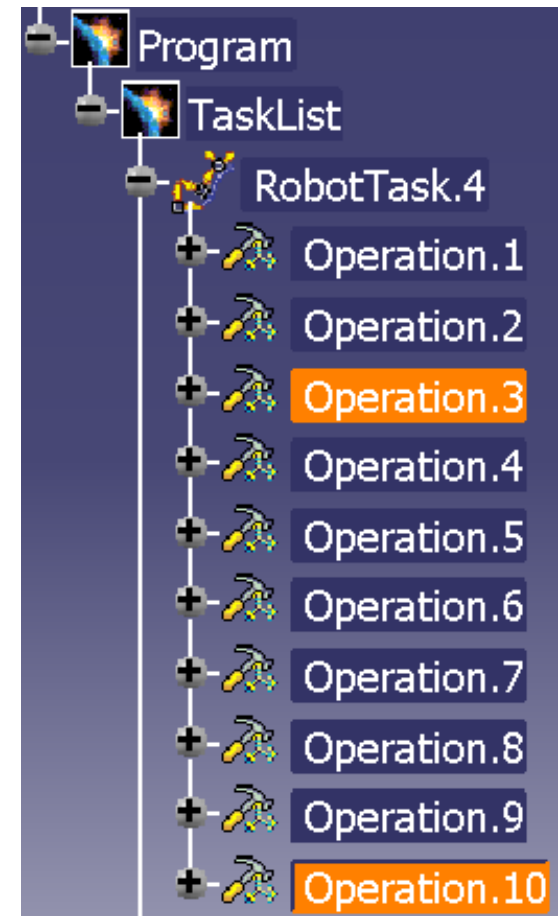 Program
TaskList
RobotTask.4
Operation.1
Operation.2
Operation.3
Operation.4
Operation.5
Operation.6
Operation.7
Operation.8
Operation.9
Operation.10